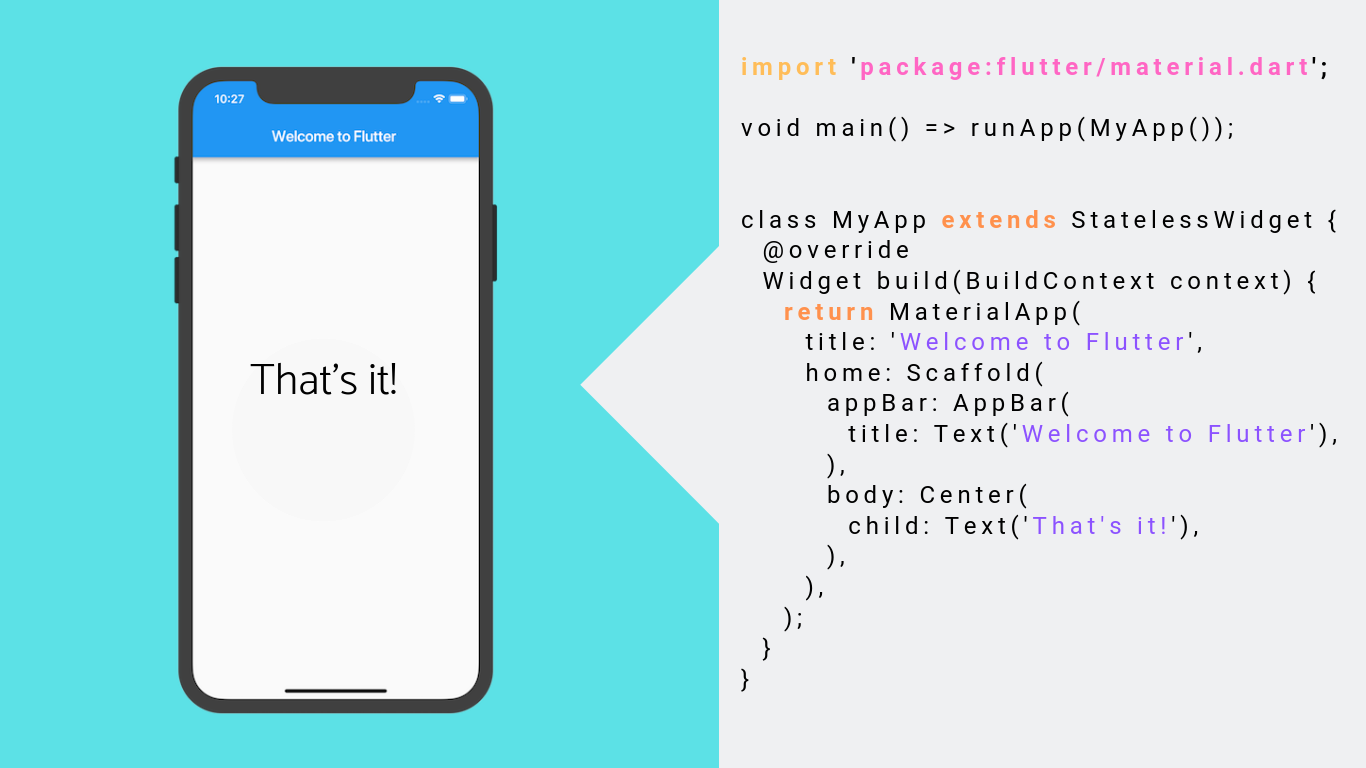 10:27
Welcome to Flutter
That’s it!
import 'package:flutter/material.dart';
void main() => runApp(MyApp());
class MyApp extends StatelessWidget {
@override
Widget build(BuildContext context) {
return MaterialApp(
title: 'Welcome to Flutter',
home: Scaffold(
appBar: AppBar(
title: Text('Welcome to Flutter'),
),
body: Center(
child: Text('That's it!'),
),
),
);
}
}